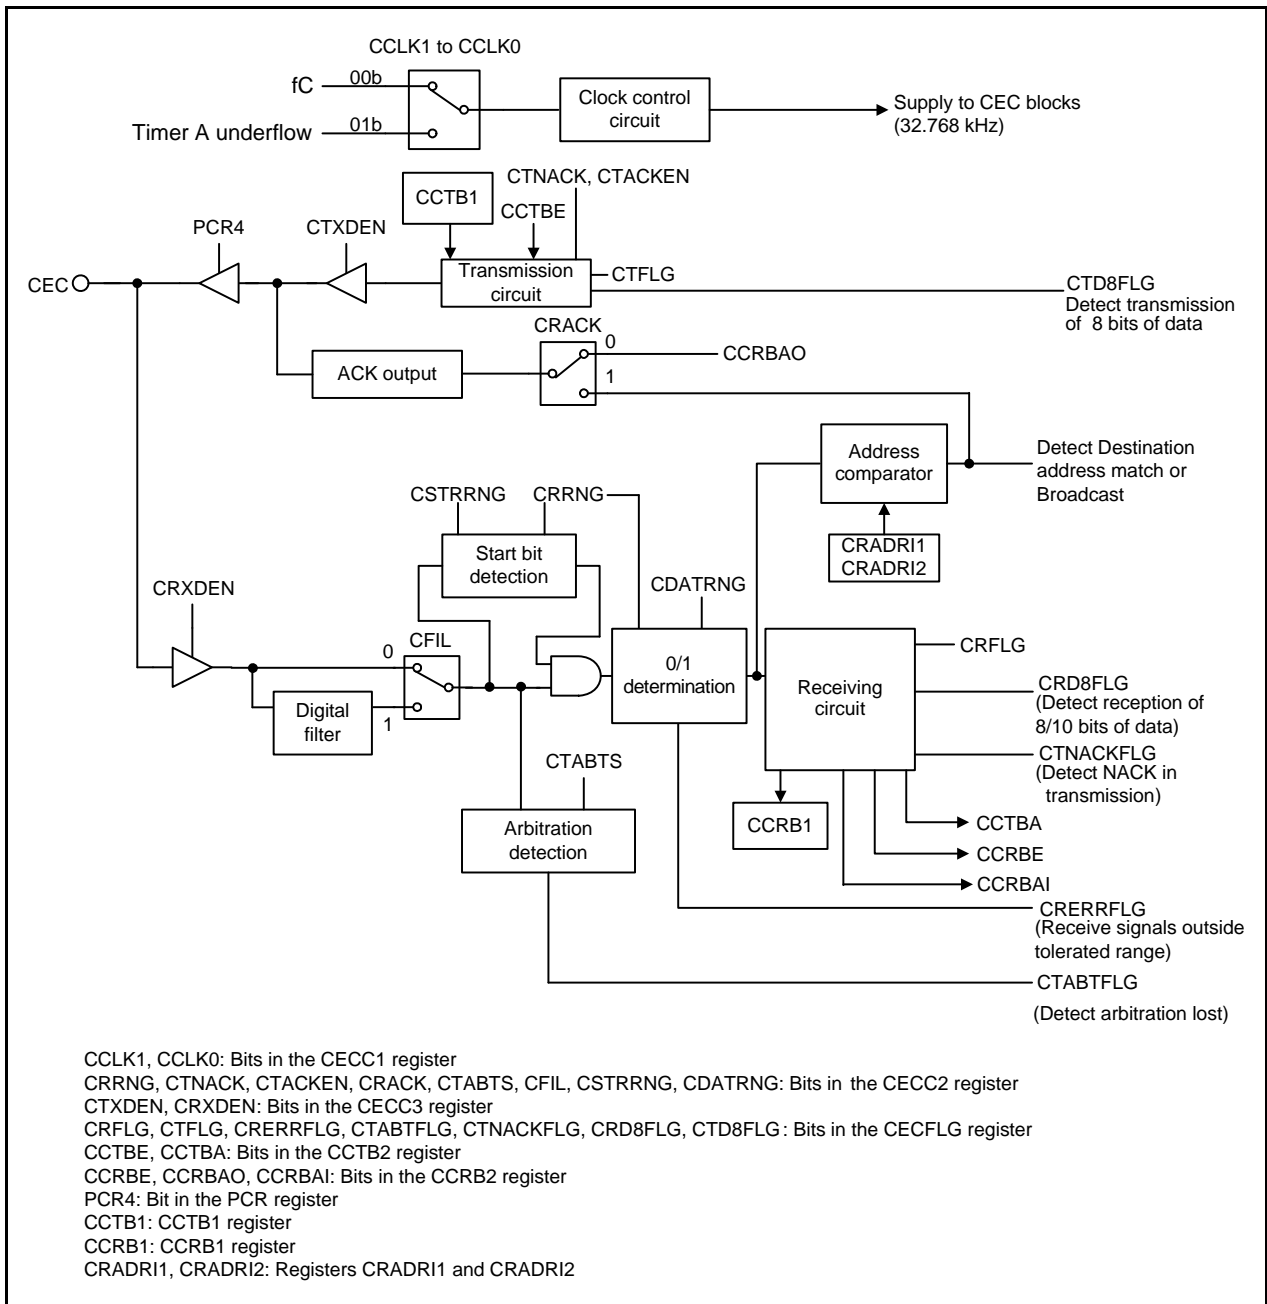 CCLK1 to CCLK0
fC
00b
Timer A underflow
01b
Clock control
circuit
Supply to CEC blocks
(32.768 kHz)
CTNACK, CTACKEN
CCTB1
CCTBE
PCR4
CTXDEN
CEC
Transmission
circuit
CTFLG
CTD8FLG
Detect transmission
of 8 bits of data
CRACK
0
CCRBAO
ACK output
1
Address
comparator
Detect Destination
address match or
Broadcast
CSTRRNG
CRRNG
Start bit
detection
CRADRI1
CRADRI2
CRXDEN
CDATRNG
CFIL
0
0/1
determination
Receiving
circuit
CRFLG
CRD8FLG
(Detect reception of
8/10 bits of data)
Digital
filter
1
CTNACKFLG
(Detect NACK in
transmission)
CTABTS
CCRB1
CCTBA
Arbitration
detection
CCRBE
CCRBAI
CRERRFLG
(Receive signals outside
tolerated range)
CTABTFLG
(Detect arbitration lost)
CCLK1, CCLK0: Bits in the CECC1 register
CRRNG, CTNACK, CTACKEN, CRACK, CTABTS, CFIL, CSTRRNG, CDATRNG: Bits in the CECC2 register
CTXDEN, CRXDEN: Bits in the CECC3 register
CRFLG, CTFLG, CRERRFLG, CTABTFLG, CTNACKFLG, CRD8FLG, CTD8FLG: Bits in the CECFLG register
CCTBE, CCTBA: Bits in the CCTB2 register
CCRBE, CCRBAO, CCRBAI: Bits in the CCRB2 register
PCR4: Bit in the PCR register
CCTB1: CCTB1 register
CCRB1: CCRB1 register
CRADRI1, CRADRI2: Registers CRADRI1 and CRADRI2